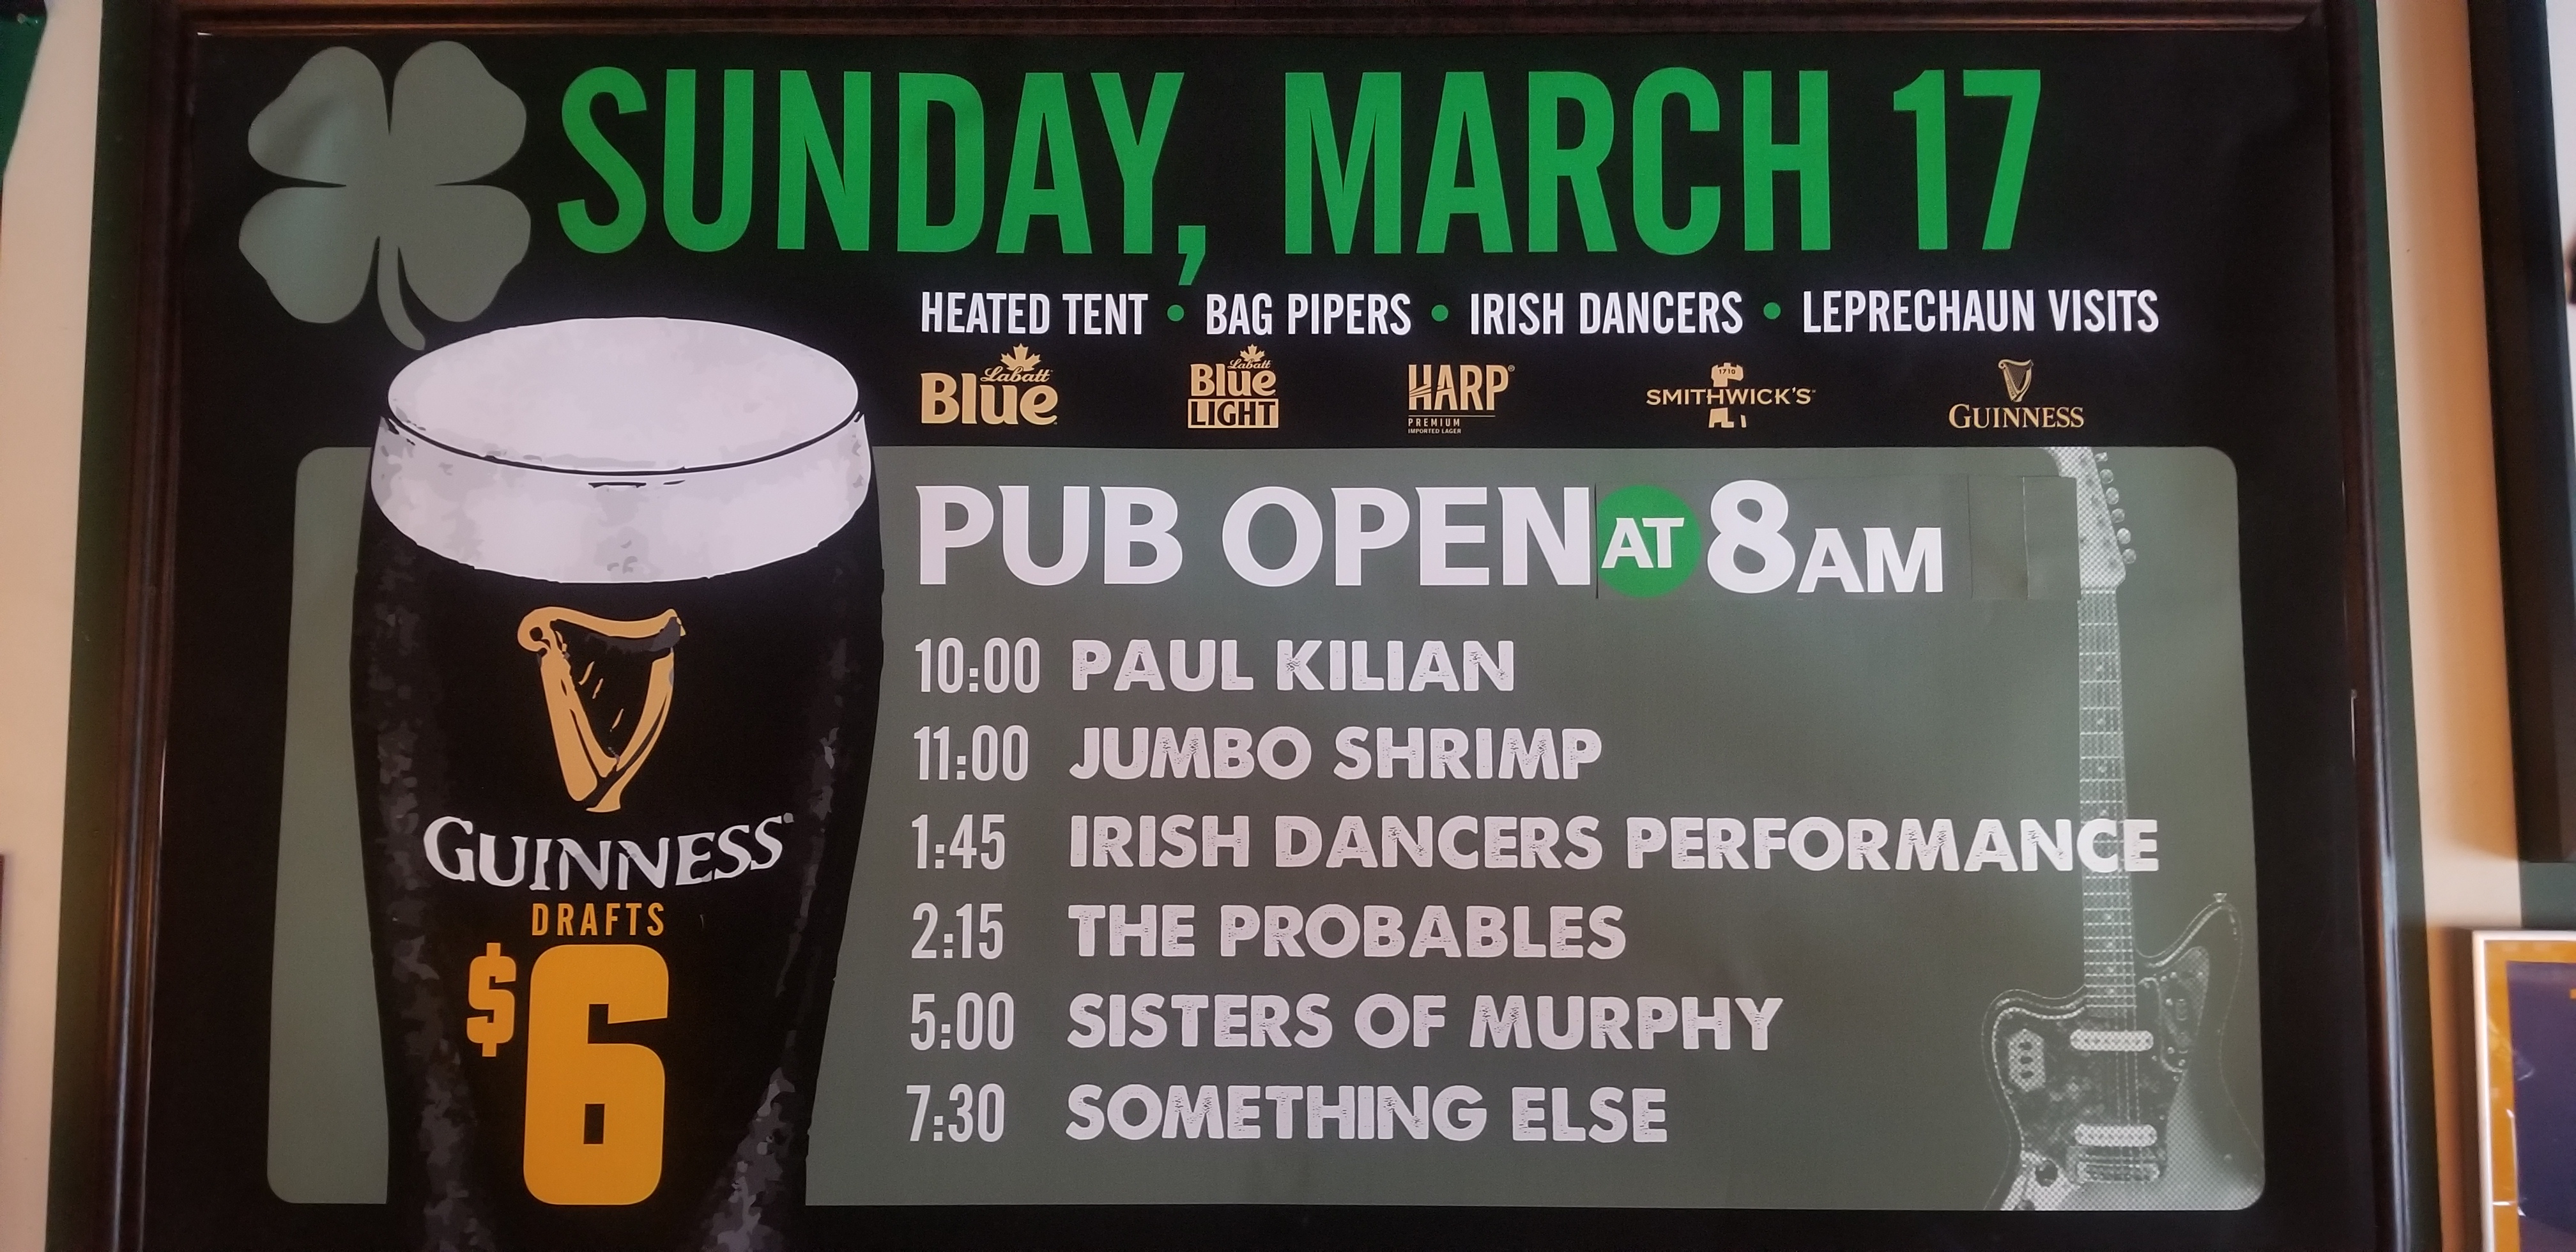 SUNDAY, MARCH 17
HEATED TENT • BAG PIPERS • IRISH DANCERS • LEPRECHAUN VISITS
Labatt Blue
Labatt Blue LIGHT
HARP PREMIUM IMPORTED LAGER
1710 SMITHWICK'S
GUINNESS
PUB OPEN AT 8AM
10:00 PAUL KILIAN
11:00 JUMBO SHRIMP
1:45 IRISH DANCERS PERFORMANCE
2:15 THE PROBABLES
5:00 SISTERS OF MURPHY
7:30 SOMETHING ELSE
GUINNESS
DRAFTS
$6